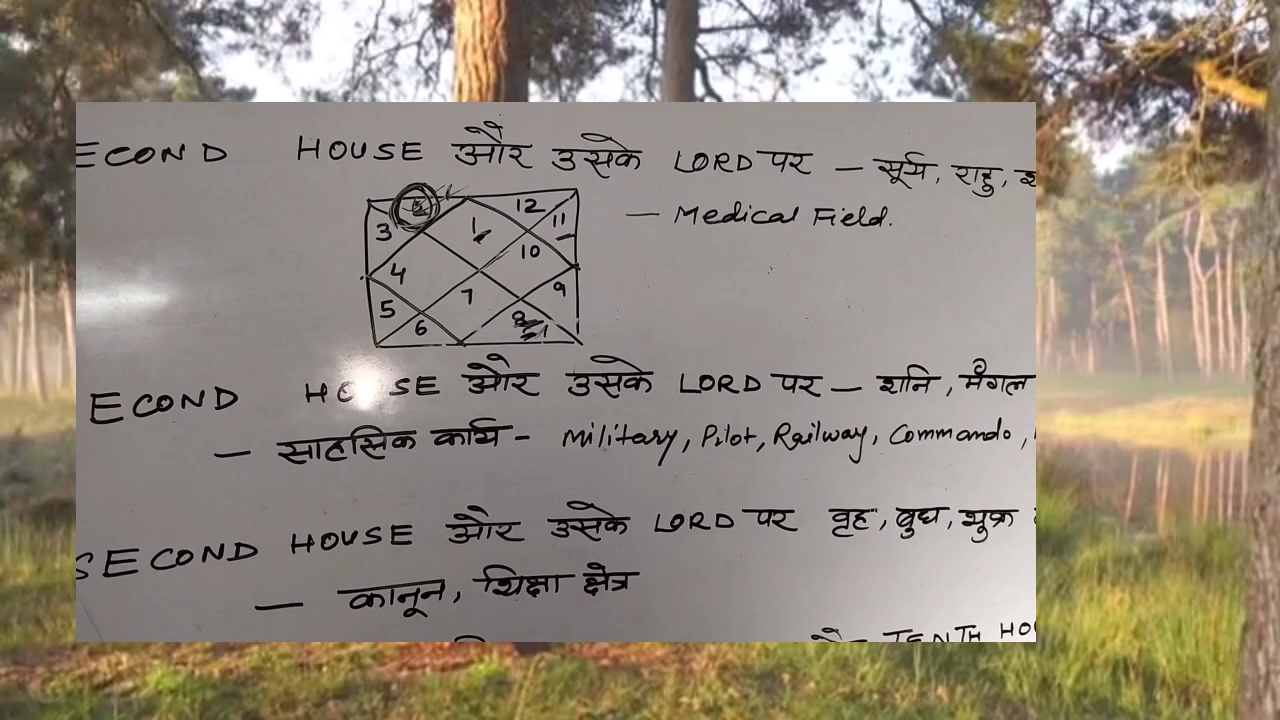 ECOND HOUSE और उसके LORD पर – सूर्य, राहु, श
– Medical Field.
2
12
3
1
11
10
4
9
7
5
8
6
ECOND HOUSE और उसके LORD पर – शनि, मंगल
– साहसिक कार्य - Military, Pilot, Railway, Commando,
SECOND HOUSE और उसके LORD पर वृह, बुध, शुक्र
– कानून, शिक्षा क्षेत्र
TENTH HOU